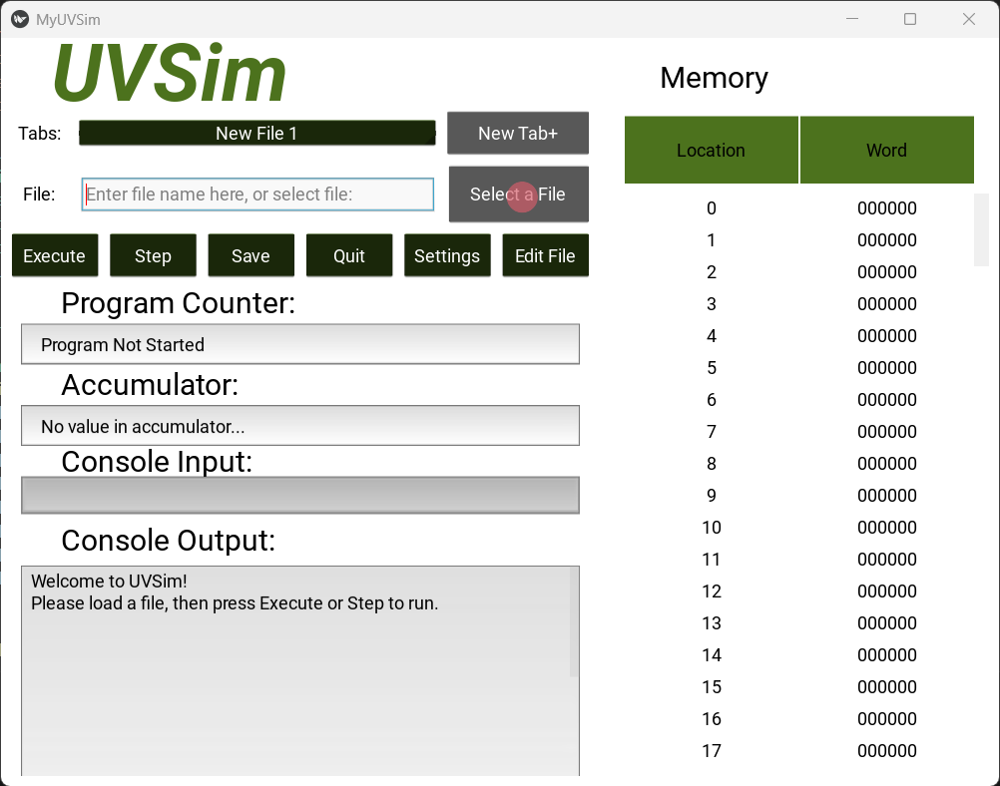 MyUVSim
UVSim
Tabs:
New File 1
New Tab+
File:
Enter file name here, or select file:
Select a File
Execute
Step
Save
Quit
Settings
Edit File
Program Counter:
Program Not Started
Accumulator:
No value in accumulator...
Console Input:
Console Output:
Welcome to UVSim!
Please load a file, then press Execute or Step to run.
Memory
Location Word
0 000000
1 000000
2 000000
3 000000
4 000000
5 000000
6 000000
7 000000
8 000000
9 000000
10 000000
11 000000
12 000000
13 000000
14 000000
15 000000
16 000000
17 000000